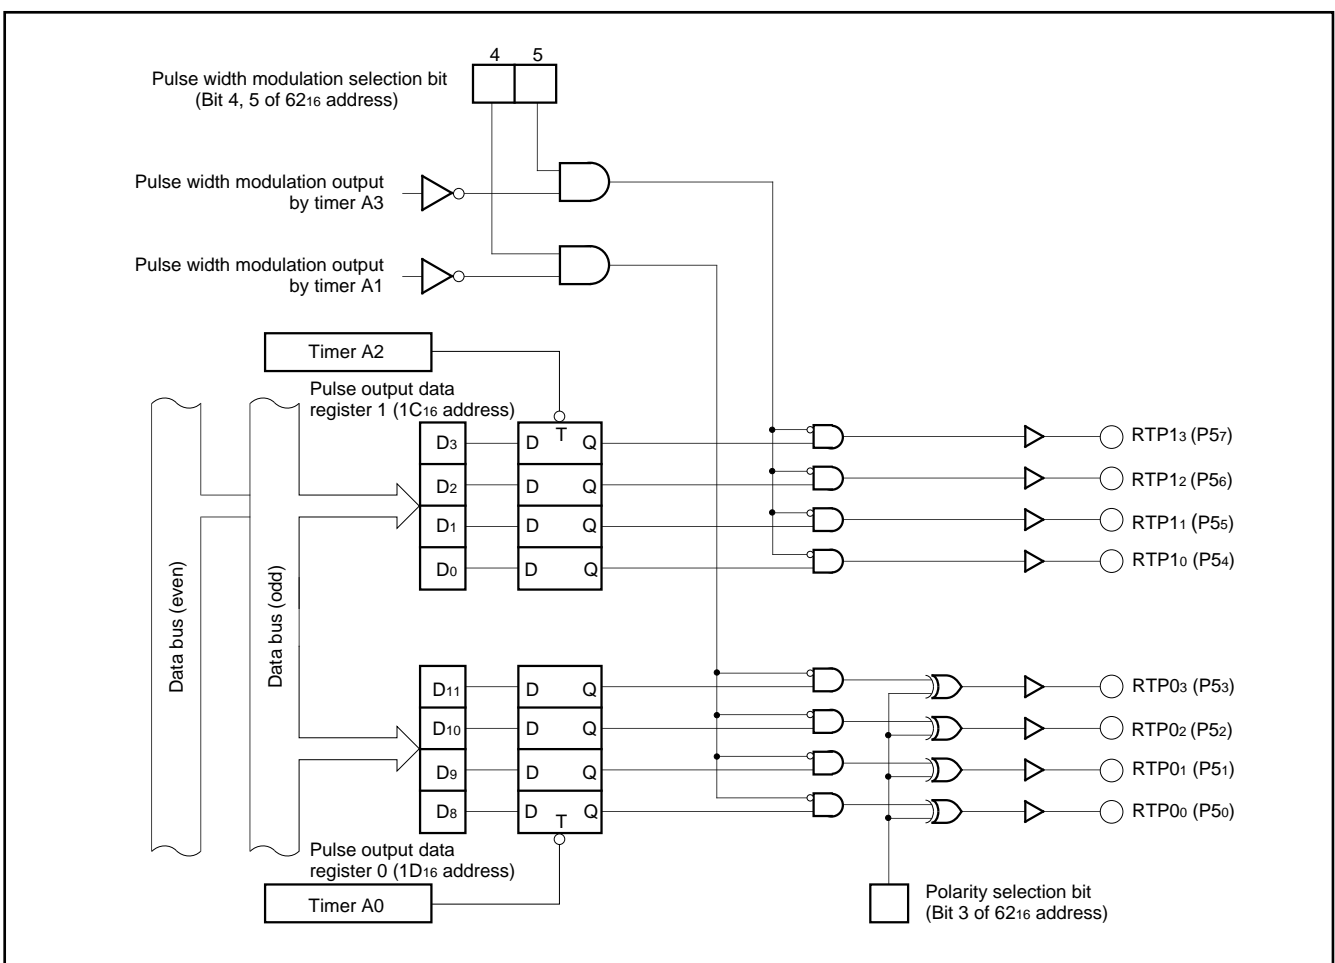 4 5
Pulse width modulation selection bit
(Bit 4, 5 of 6216 address)
Pulse width modulation output
by timer A3
Pulse width modulation output
by timer A1
Timer A2
Pulse output data
register 1 (1C16 address)
T
D3 D Q RTP13 (P57)
D2 D Q RTP12 (P56)
D1 D Q RTP11 (P55)
D0 D Q RTP10 (P54)
Data bus (even)
Data bus (odd)
D11 D Q RTP03 (P53)
D10 D Q RTP02 (P52)
D9 D Q RTP01 (P51)
D8 D Q RTP00 (P50)
T
Pulse output data
register 0 (1D16 address)
Timer A0
Polarity selection bit
(Bit 3 of 6216 address)